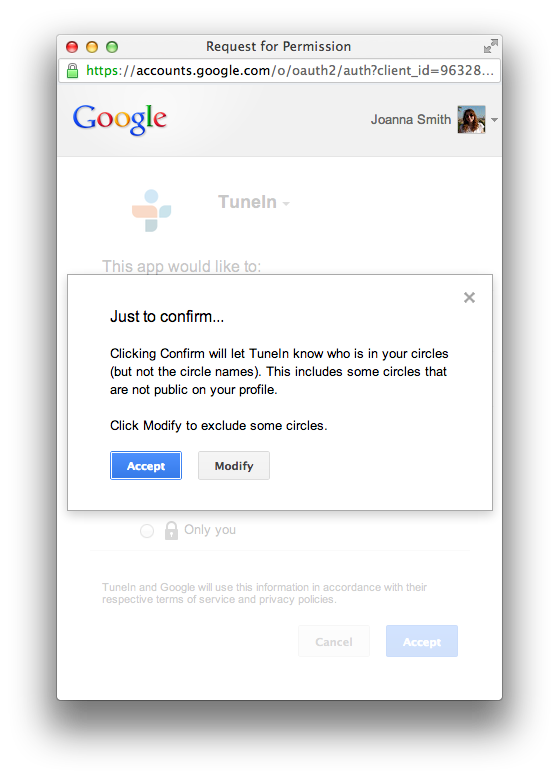 Request for Permission
https://accounts.google.com/o/oauth2/auth?client_id=96328...
Google
Joanna Smith
TuneIn
This app would like to:
Just to confirm...
Clicking Confirm will let TuneIn know who is in your circles
(but not the circle names). This includes some circles that
are not public on your profile.
Click Modify to exclude some circles.
Accept
Modify
Only you
TuneIn and Google will use this information in accordance with their
respective terms of service and privacy policies.
Cancel
Accept